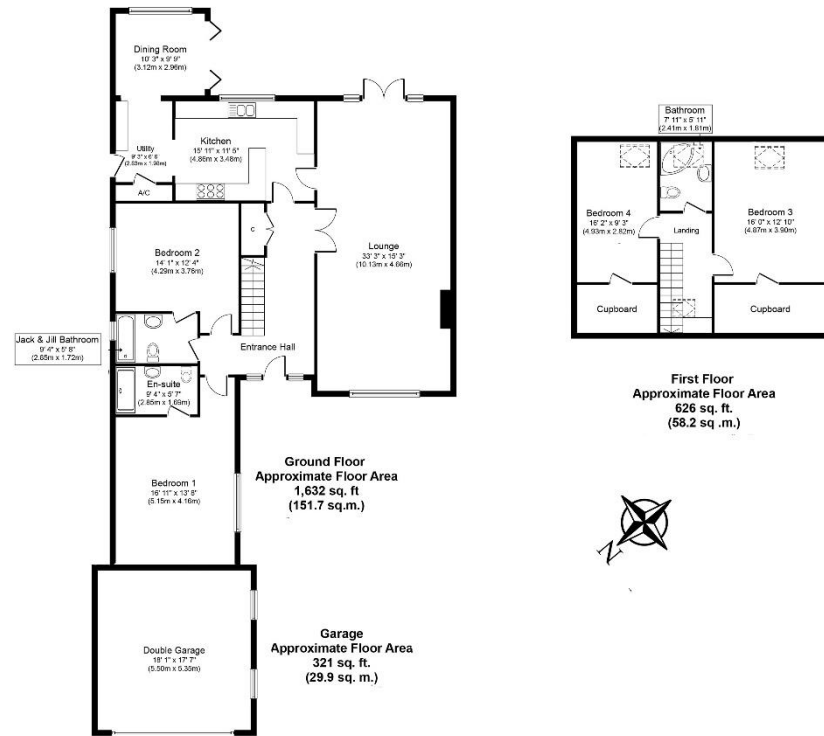 Dining Room
10' 3" x 9' 9"
(3.12m x 2.96m)
Utility
9' 3" x 6' 6"
A/C
Kitchen
15' 11" x 11' 5"
(4.86m x 3.48m)
Bedroom 2
14' 1" x 12' 4"
(4.29m x 3.76m)
C
Lounge
33' 3" x 15' 3"
(10.13m x 4.66m)
Jack & Jill Bathroom
9' 4" x 5' 8"
(2.85m x 1.72m)
Entrance Hall
En-suite
9' 4" x 5' 7"
(2.85m x 1.69m)
Bedroom 1
16' 11" x 13' 8"
(5.15m x 4.16m)
Ground Floor
Approximate Floor Area
1,632 sq. ft
(151.7 sq.m.)
Double Garage
18' 1" x 17' 7"
(5.50m x 5.35m)
Garage
Approximate Floor Area
321 sq. ft.
(29.9 sq. m.)
Bathroom
7' 11" x 5' 11"
(2.41m x 1.81m)
Bedroom 4
16' 2" x 9' 3"
(4.93m x 2.82m)
Landing
Bedroom 3
16' 0" x 12' 10"
(4.87m x 3.90m)
Cupboard
Cupboard
First Floor
Approximate Floor Area
626 sq. ft.
(58.2 sq .m.)
N